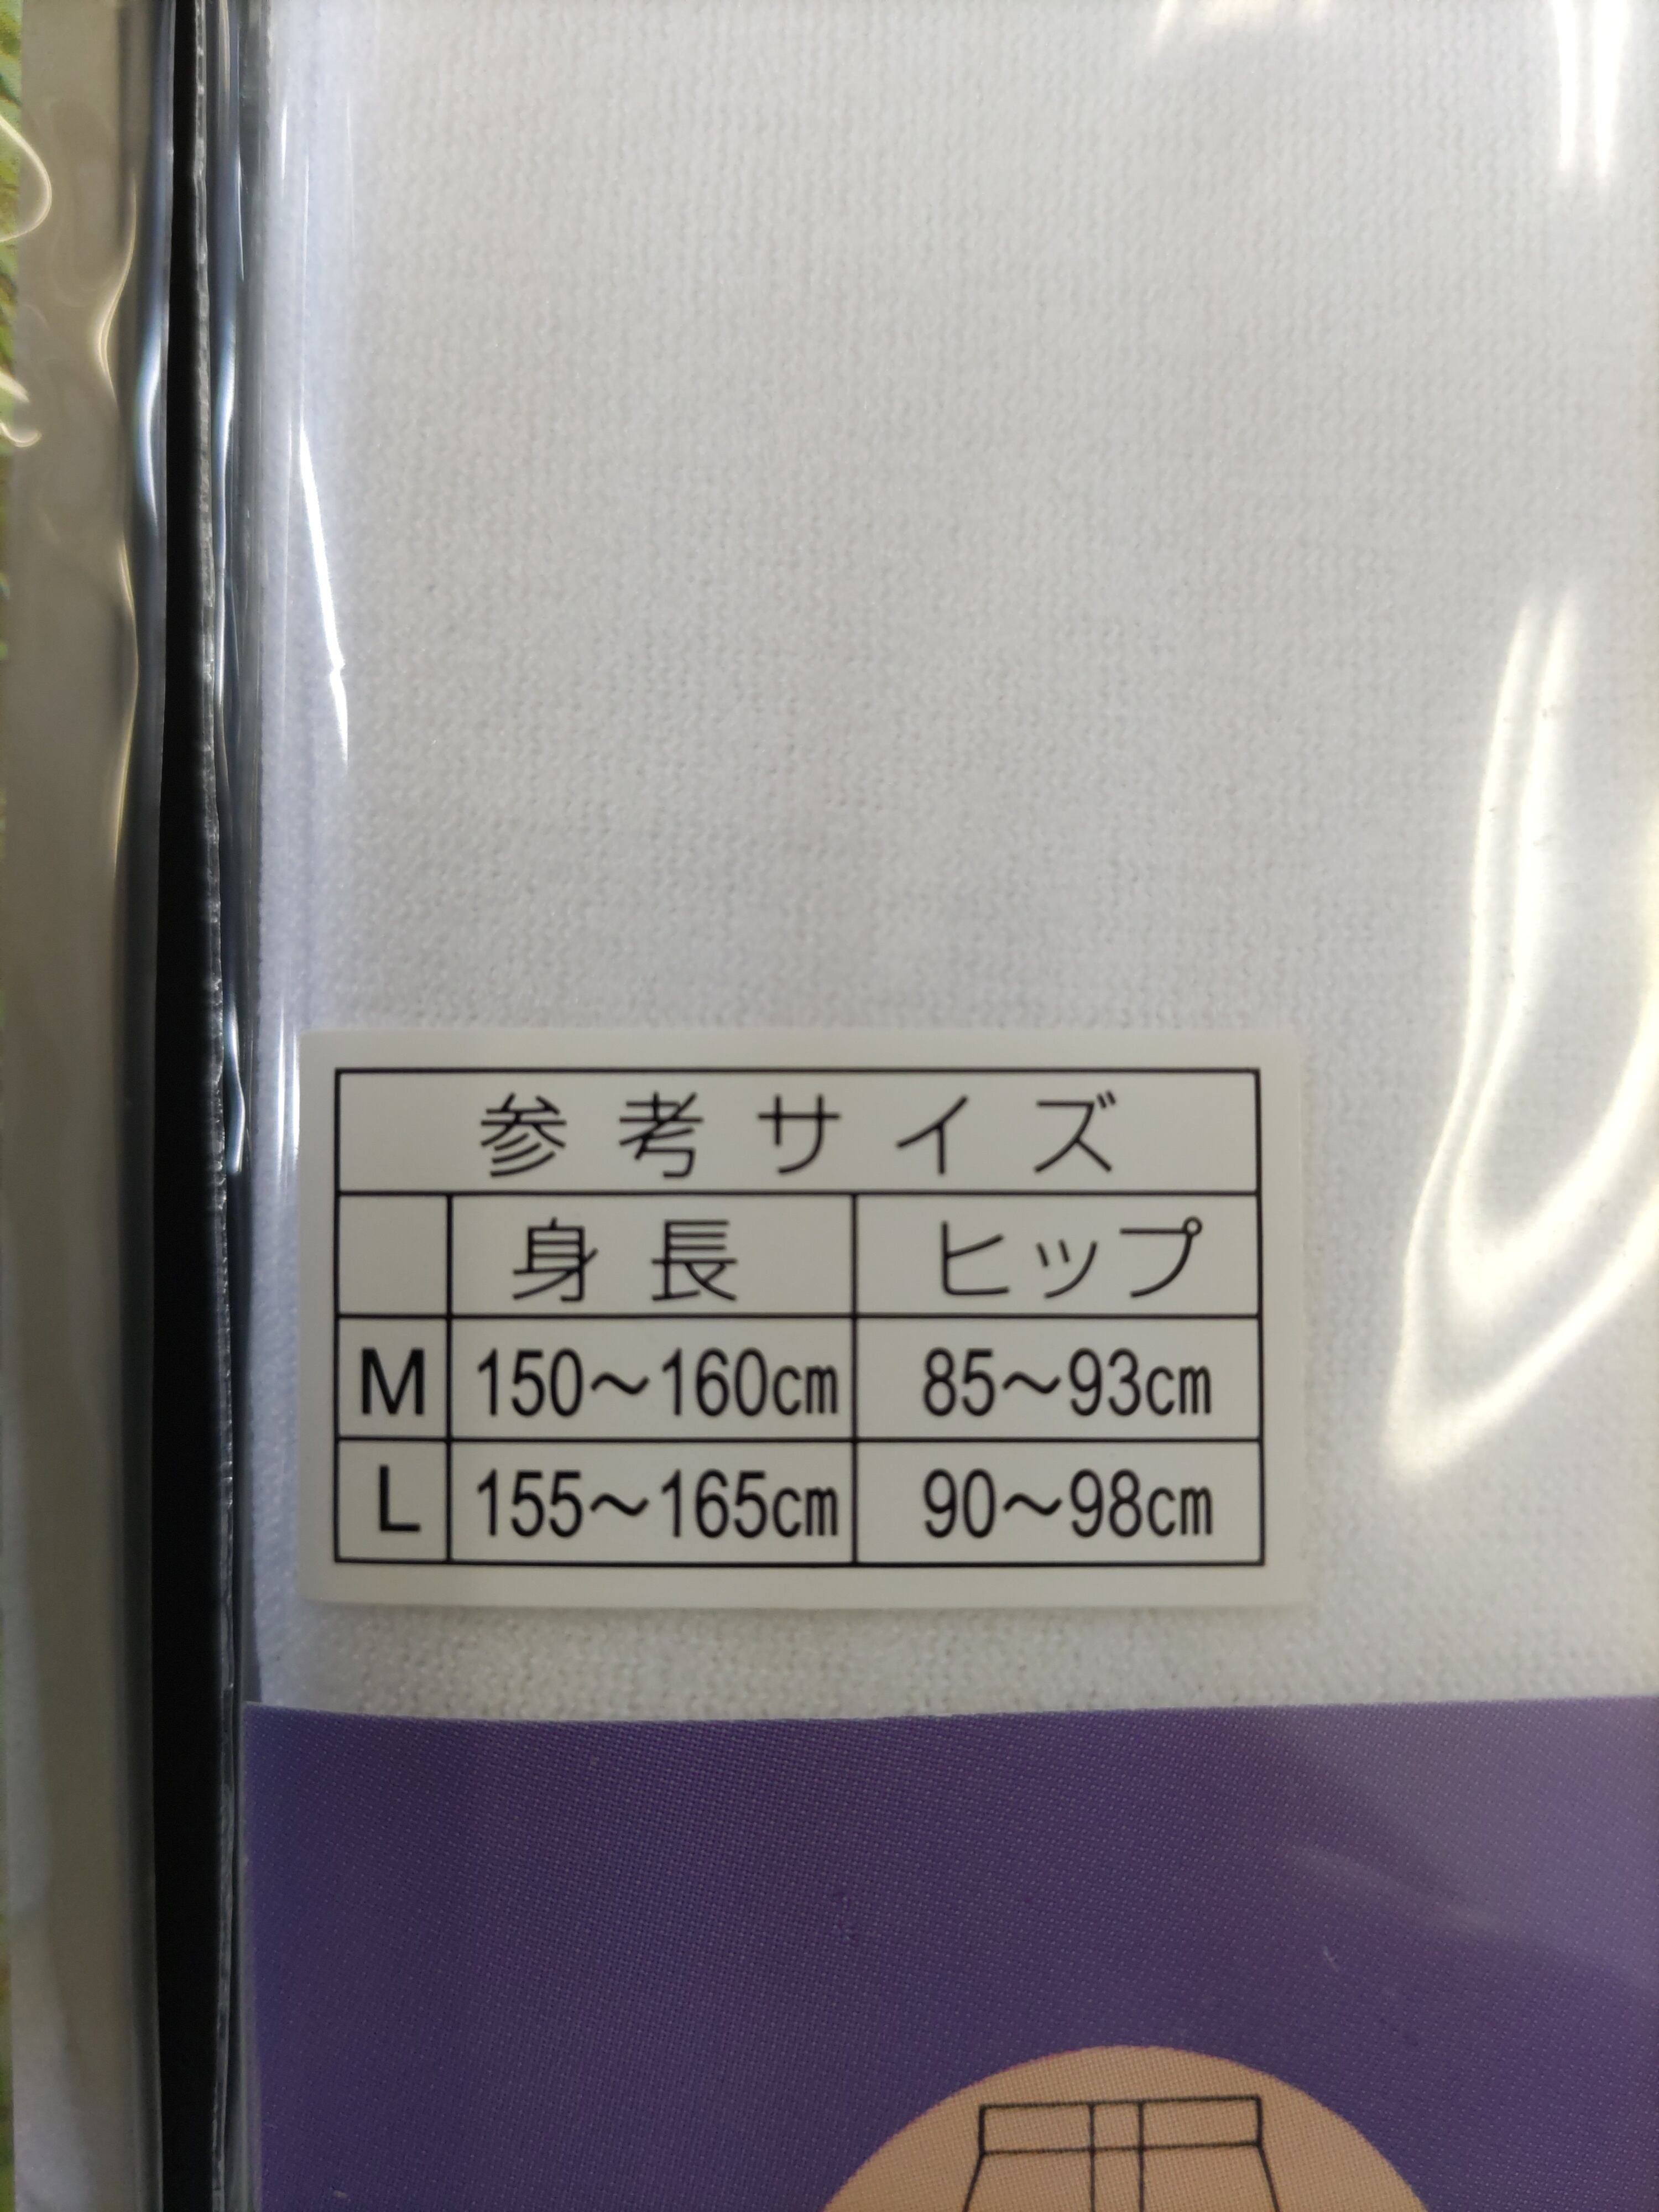 参考サイズ
身長 ヒップ
M 150～160cm 85～93cm
L 155～165cm 90～98cm